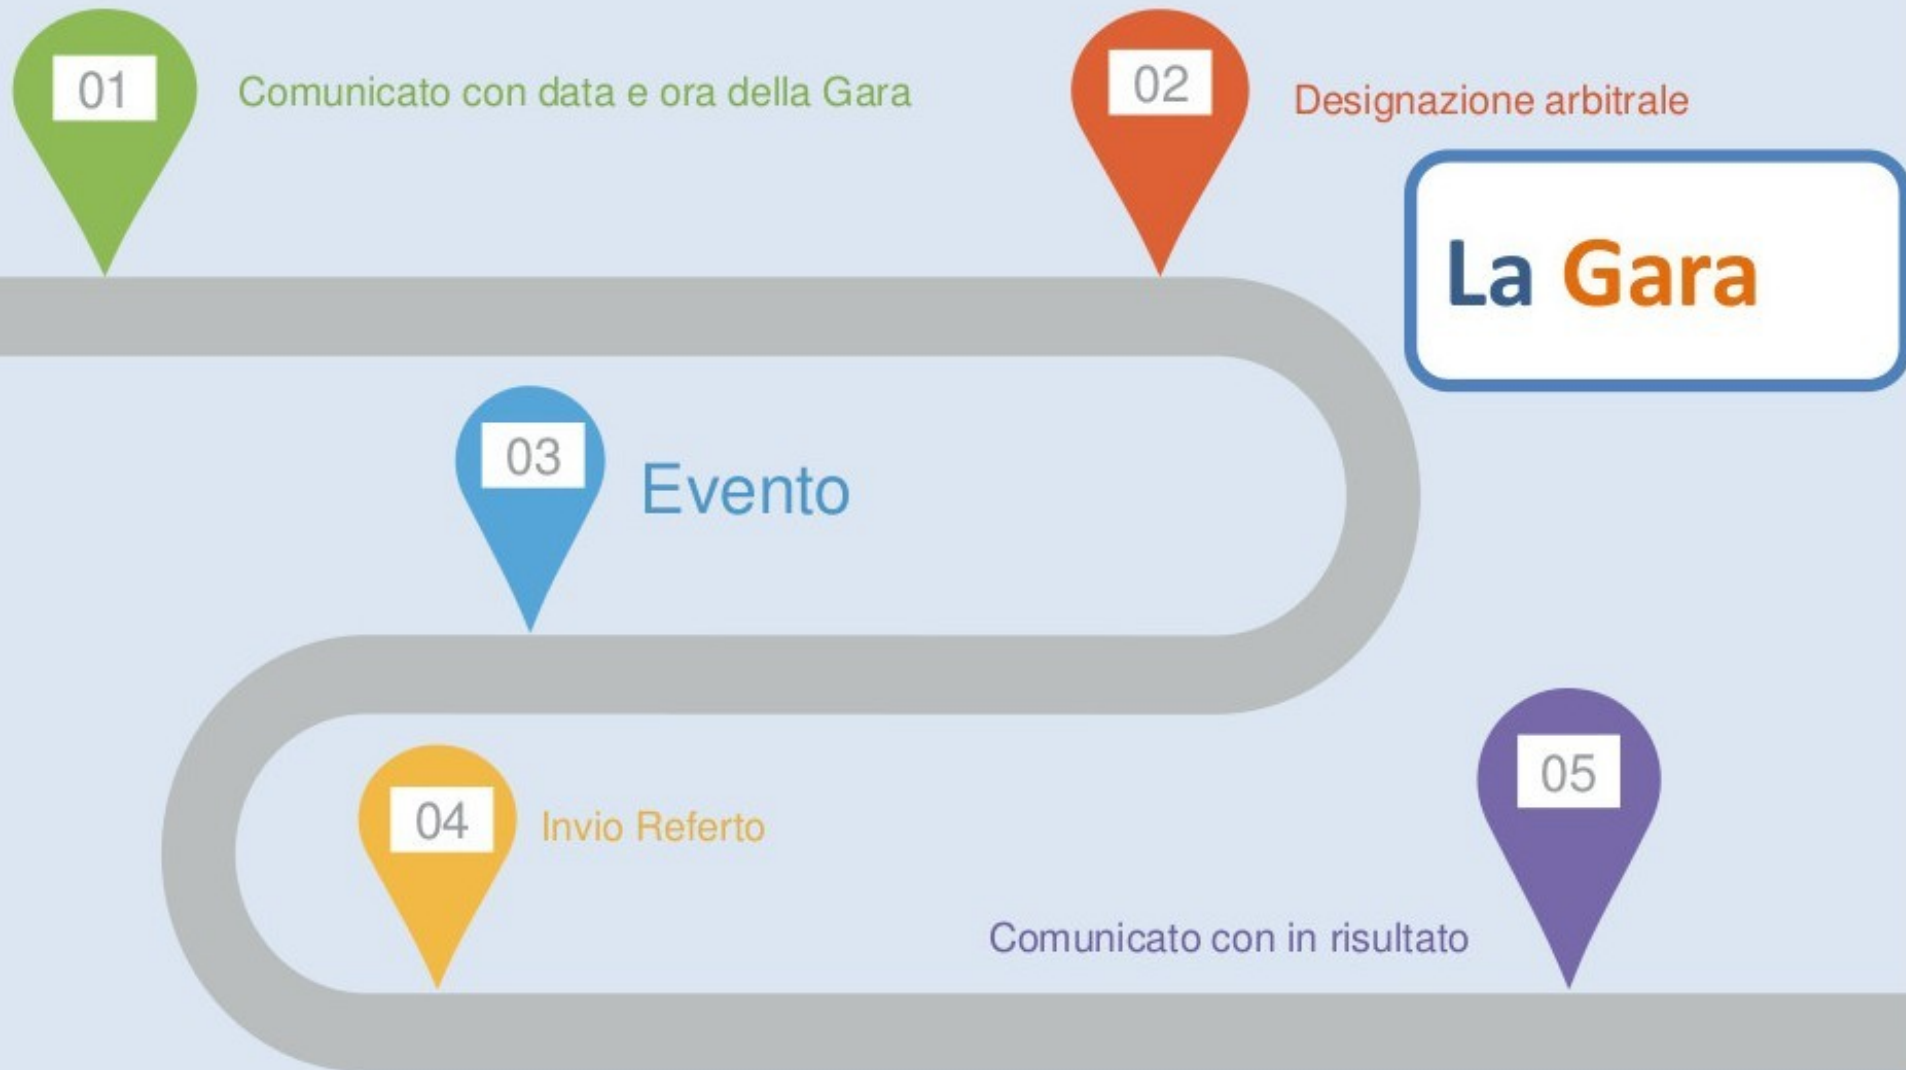 01
Comunicato con data e ora della Gara
02
Designazione arbitrale
La Gara
03
Evento
04
Invio Referto
05
Comunicato con in risultato